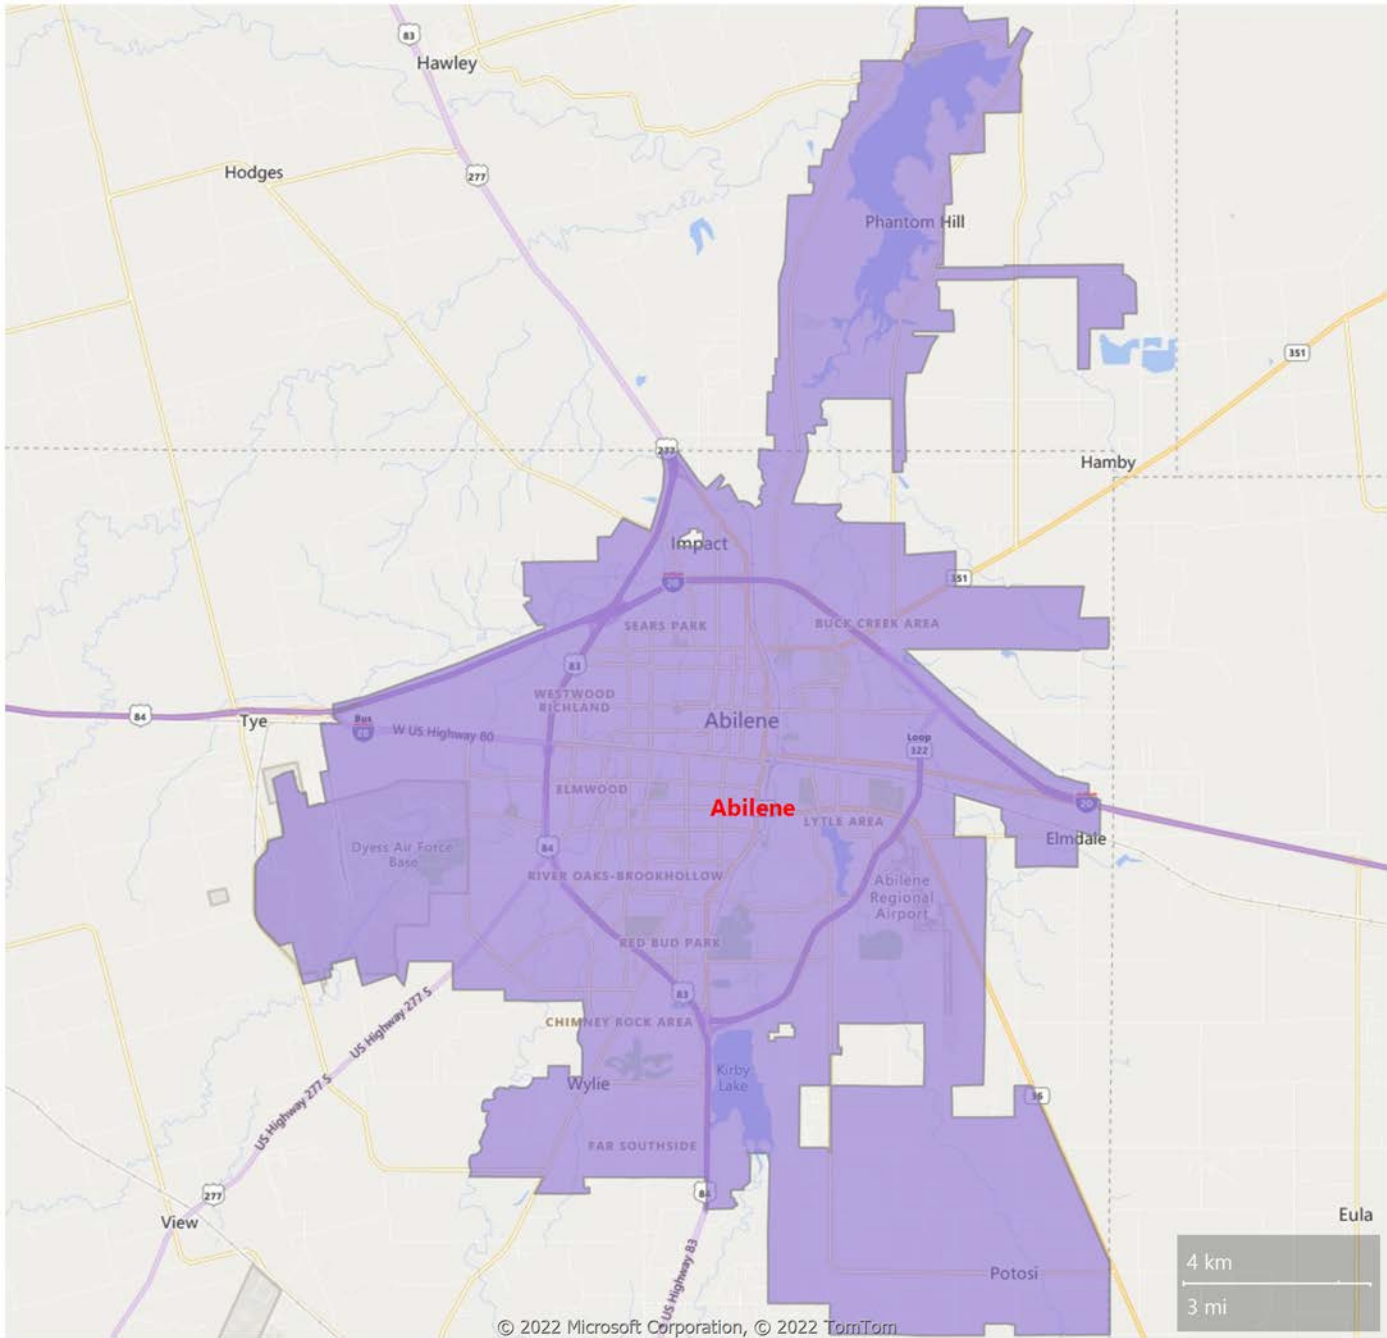 83
Hawley
Hodges
277
Phantom Hill
351
277
Hamby
Impact
20
351
SEARS PARK
BUCK CREEK AREA
83
WESTWOOD
RICHLAND
84
Tye
Bus
20
W US Highway 80
Abilene
Loop
322
ELMWOOD
Abilene
LYTLE AREA
20
Elmdale
Dyess Air Force
Base
84
RIVER OAKS-BROOKHOLLOW
Abilene
Regional
Airport
RED BUD PARK
US Highway 277 S
83
CHIMNEY ROCK AREA
Kirby
Lake
Wylie
US Highway 277 S
36
FAR SOUTHSIDE
277
84
View
Eula
US Highway 83
Potosi
4 km
3 mi
© 2022 Microsoft Corporation, © 2022 TomTom